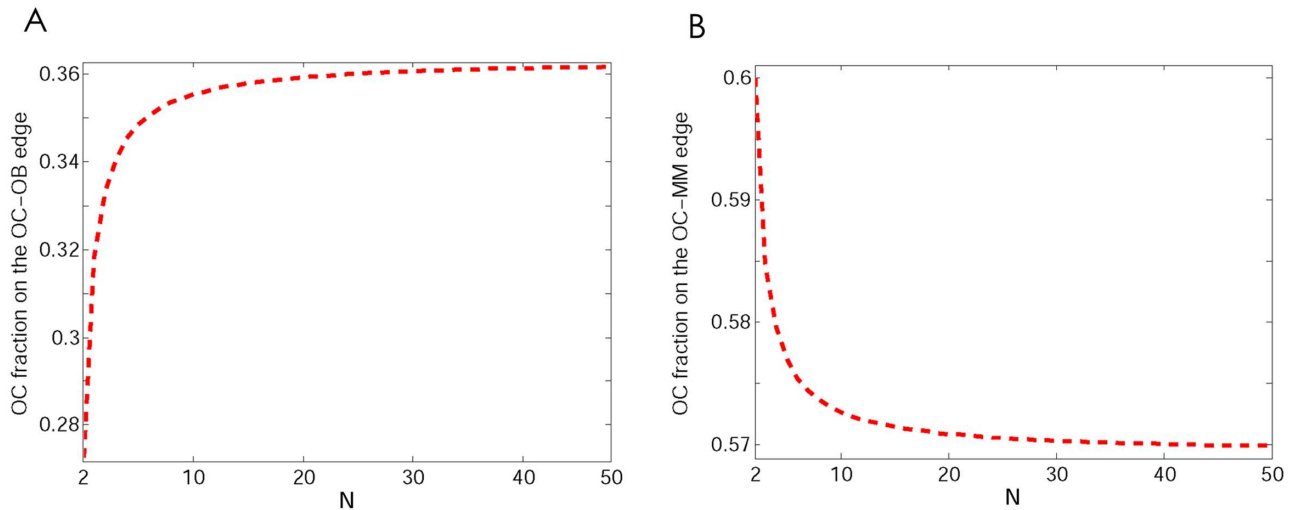 A
OC fraction on the OC-OB edge
0.36
0.34
0.32
0.3
0.28
2 10 20 30 40 50
N
B
OC fraction on the OC-MM edge
0.6
0.59
0.58
0.57
2 10 20 30 40 50
N